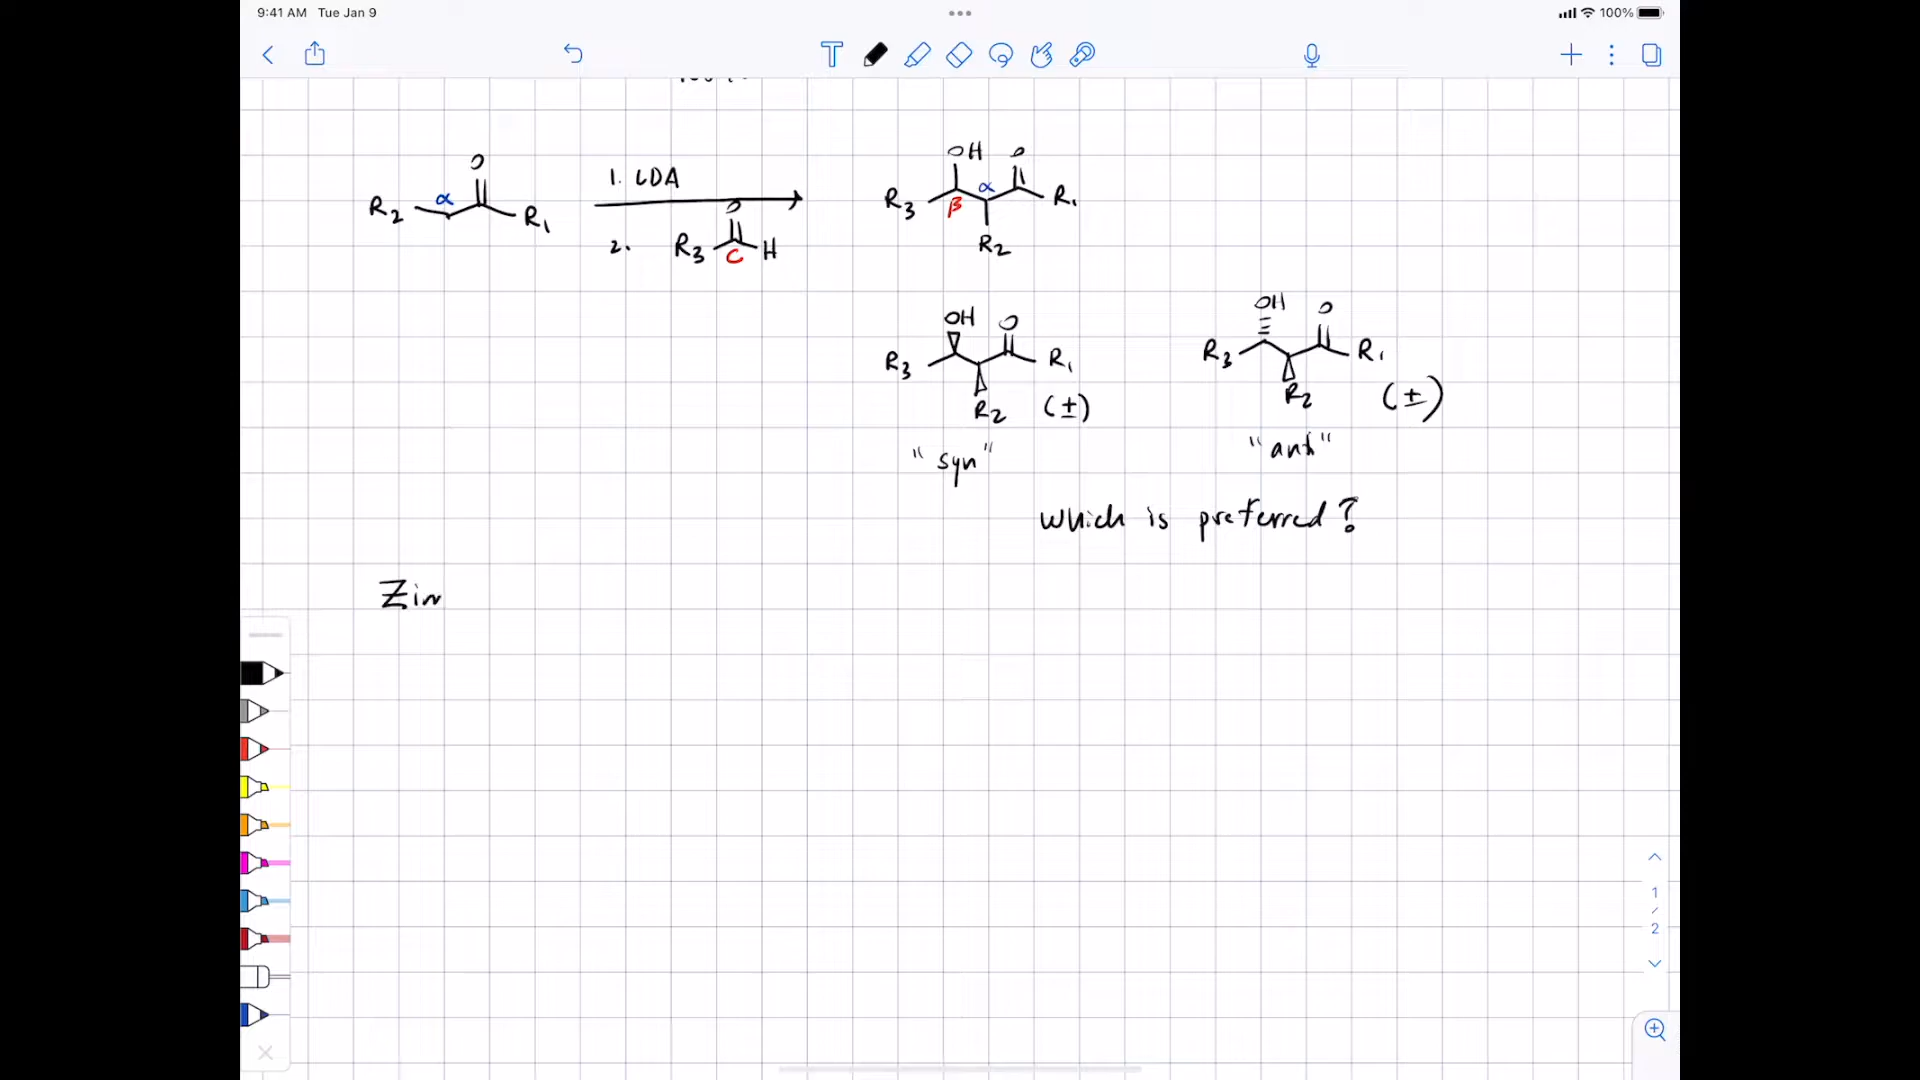 9:41 AM Tue Jan 9
100%
T
O
R2 α R1
1. LDA
2. R3 O C H
OH O
R3 β α R1
R2
OH O
R3 R1
R2 (±)
"syn"
OH O
R3 R1
R2 (±)
"anti"
which is preferred?
Zim
1
/
2